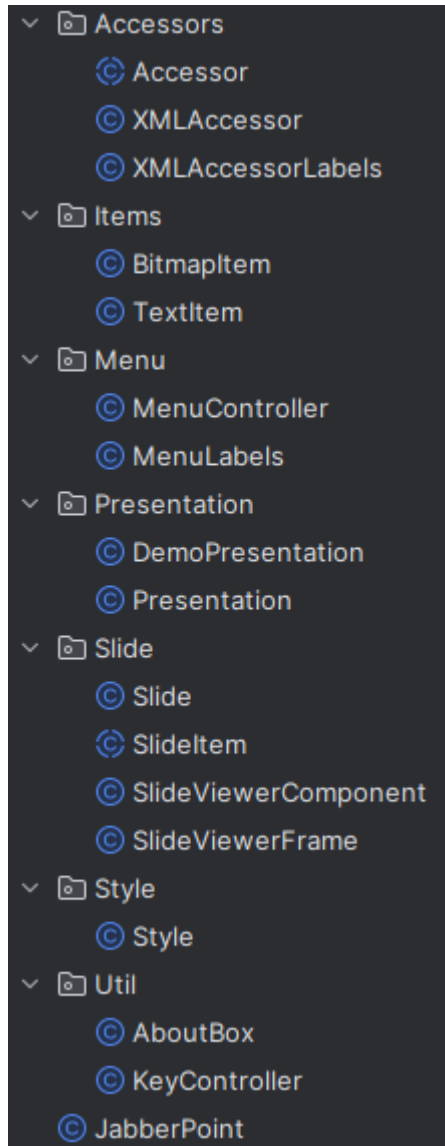 Accessors
Accessor
XMLAccessor
XMLAccessorLabels
Items
BitmapItem
TextItem
Menu
MenuController
MenuLabels
Presentation
DemoPresentation
Presentation
Slide
Slide
SlideItem
SlideViewerComponent
SlideViewerFrame
Style
Style
Util
AboutBox
KeyController
JabberPoint